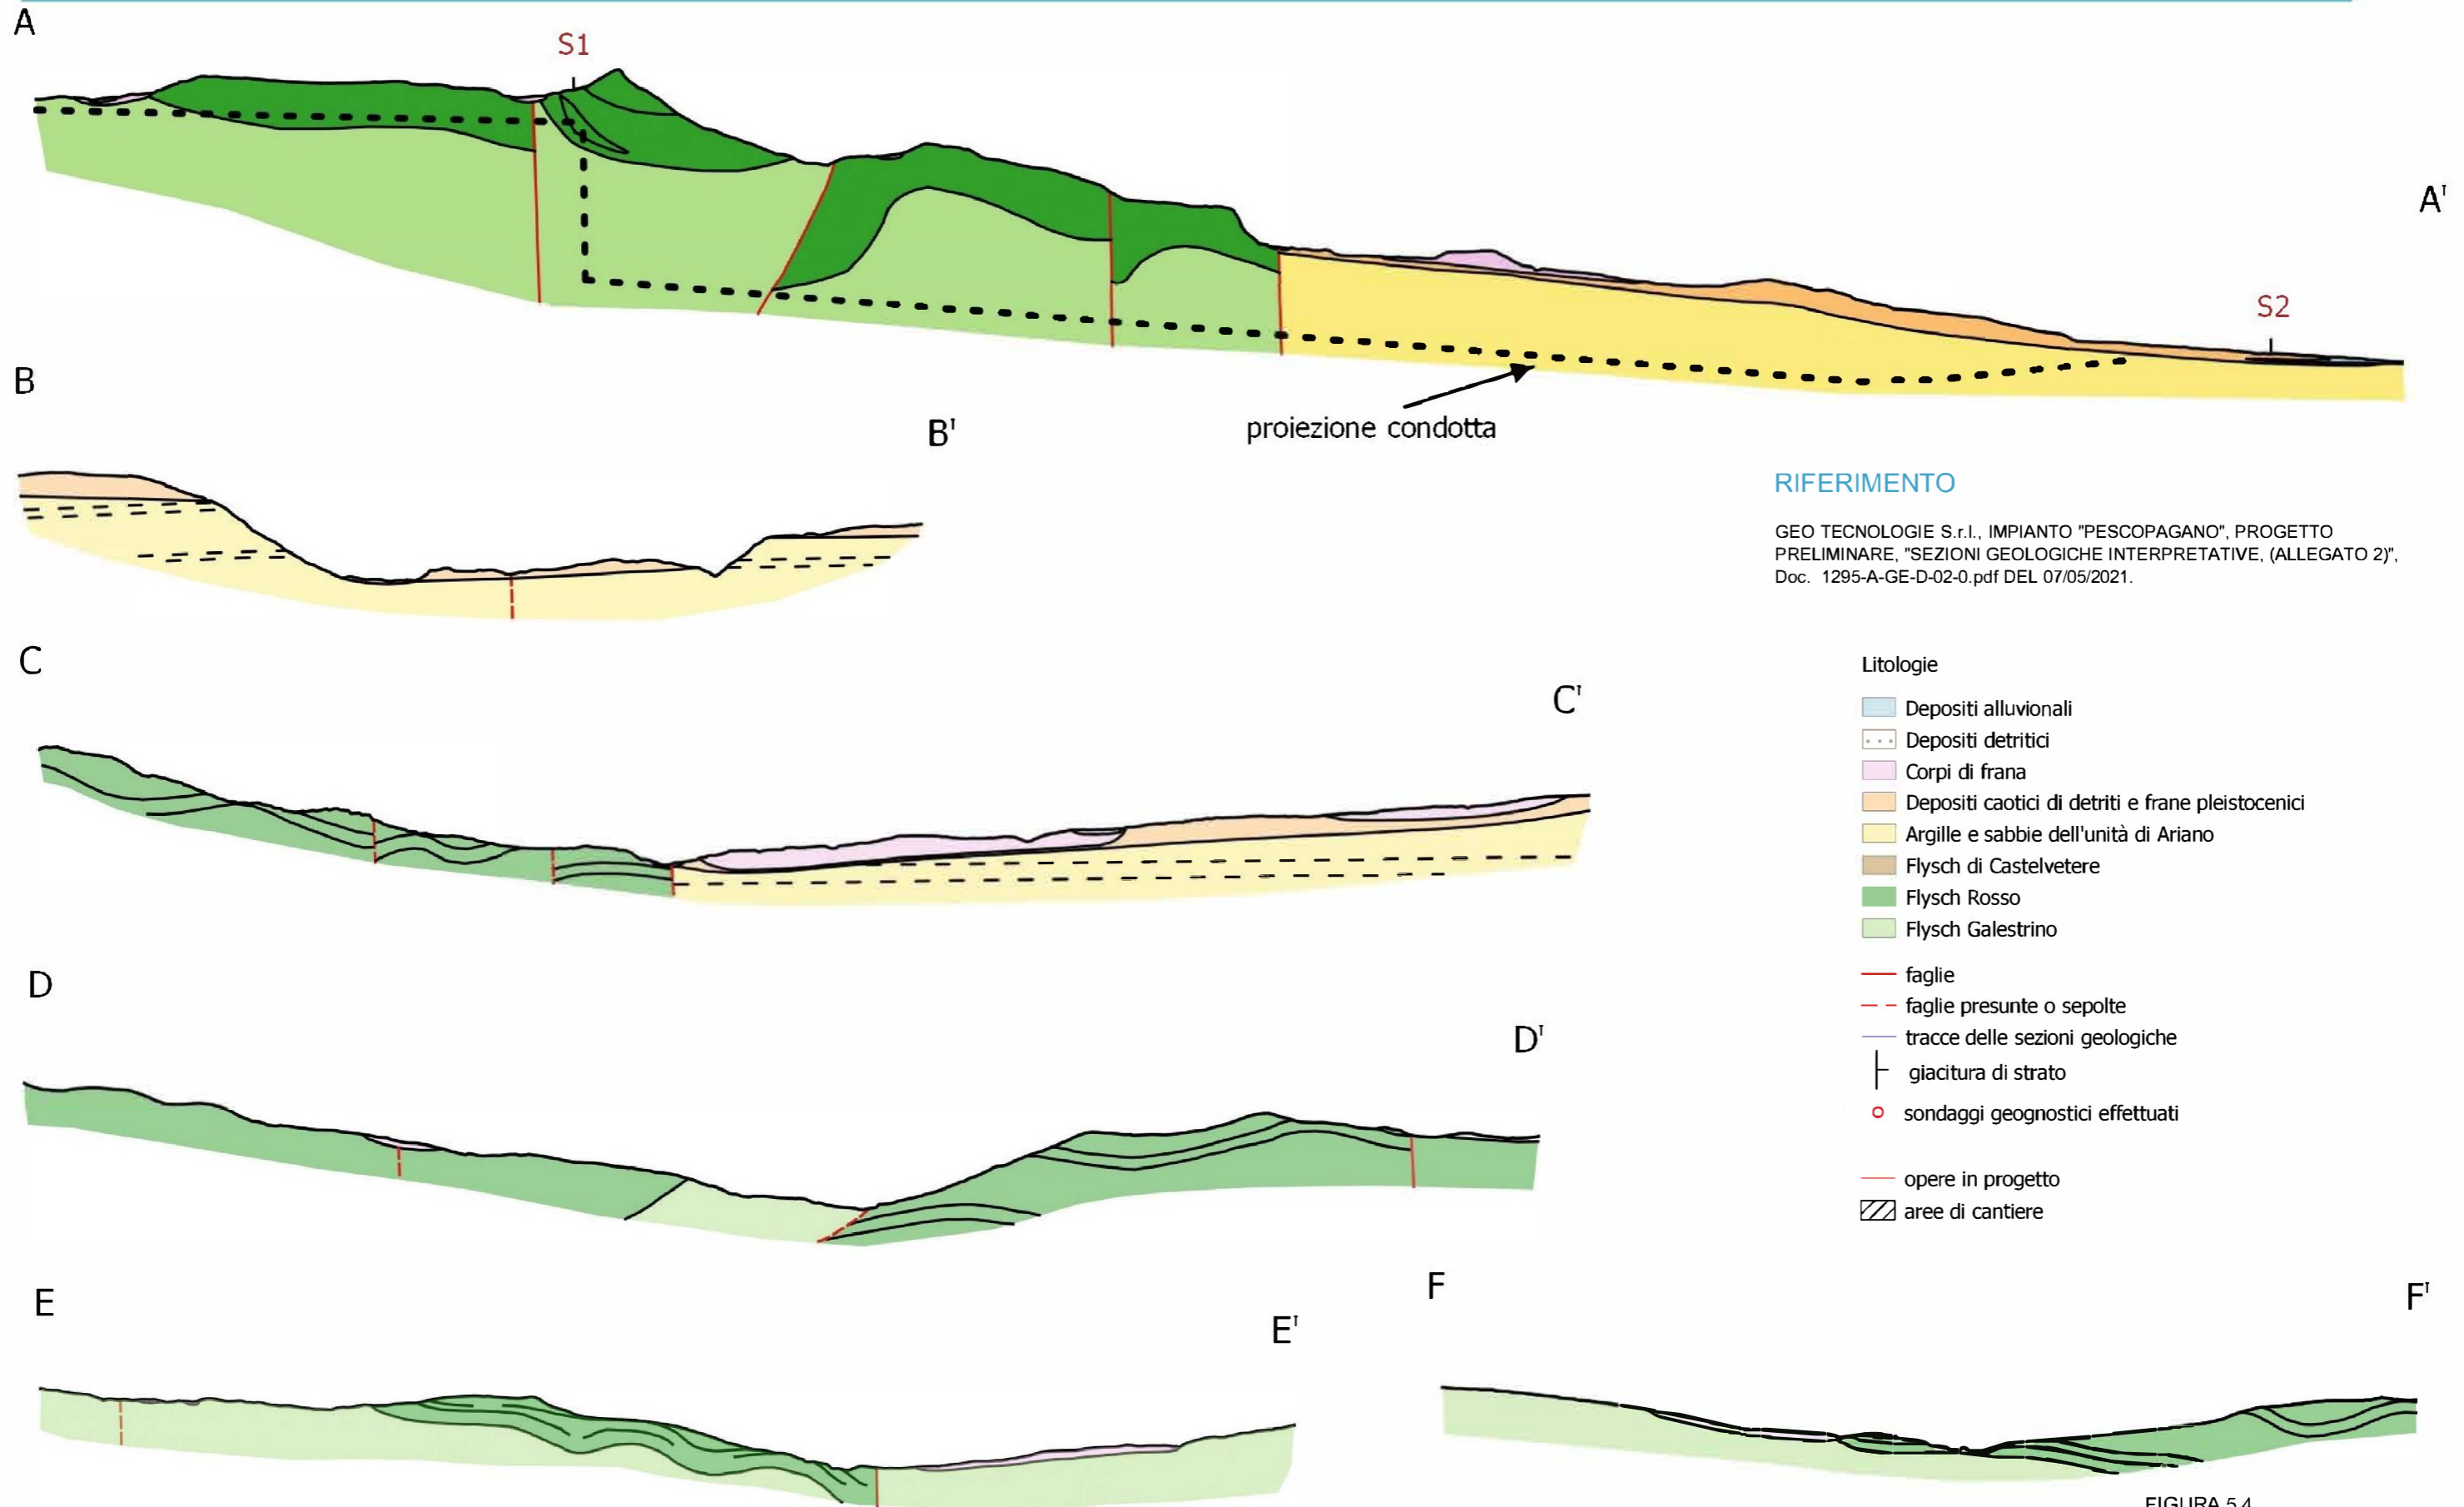 A
S1
A'
S2
proiezione condotta
B
B'
RIFERIMENTO
GEO TECNOLOGIE S.r.l., IMPIANTO "PESCOPAGANO", PROGETTO
PRELIMINARE, "SEZIONI GEOLOGICHE INTERPRETATIVE, (ALLEGATO 2)",
Doc. 1295-A-GE-D-02-0.pdf DEL 07/05/2021.
C
C'
Litologie
Depositi alluvionali
Depositi detritici
Corpi di frana
Depositi caotici di detriti e frane pleistocenici
Argille e sabbie dell'unità di Ariano
Flysch di Castelvetere
Flysch Rosso
Flysch Galestrino
faglie
faglie presunte o sepolte
tracce delle sezioni geologiche
giacitura di strato
sondaggi geognostici effettuati
opere in progetto
aree di cantiere
D
D'
E
E'
F
F'
FIGURA 5.4